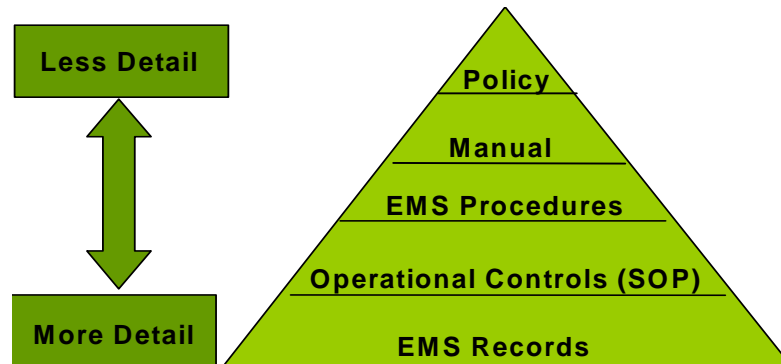 Less Detail
Policy
Manual
EMS Procedures
Operational Controls (SOP)
More Detail
EMS Records